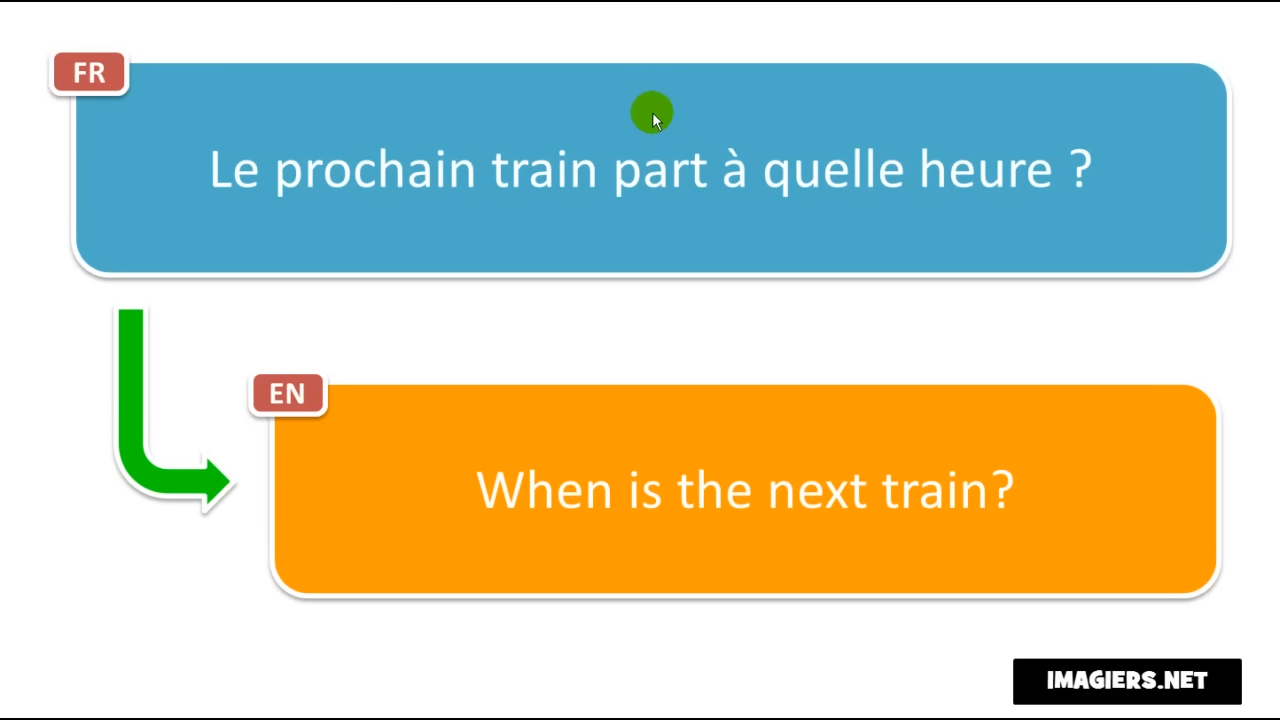 FR
Le prochain train part à quelle heure ?
EN
When is the next train?
IMAGIERS.NET